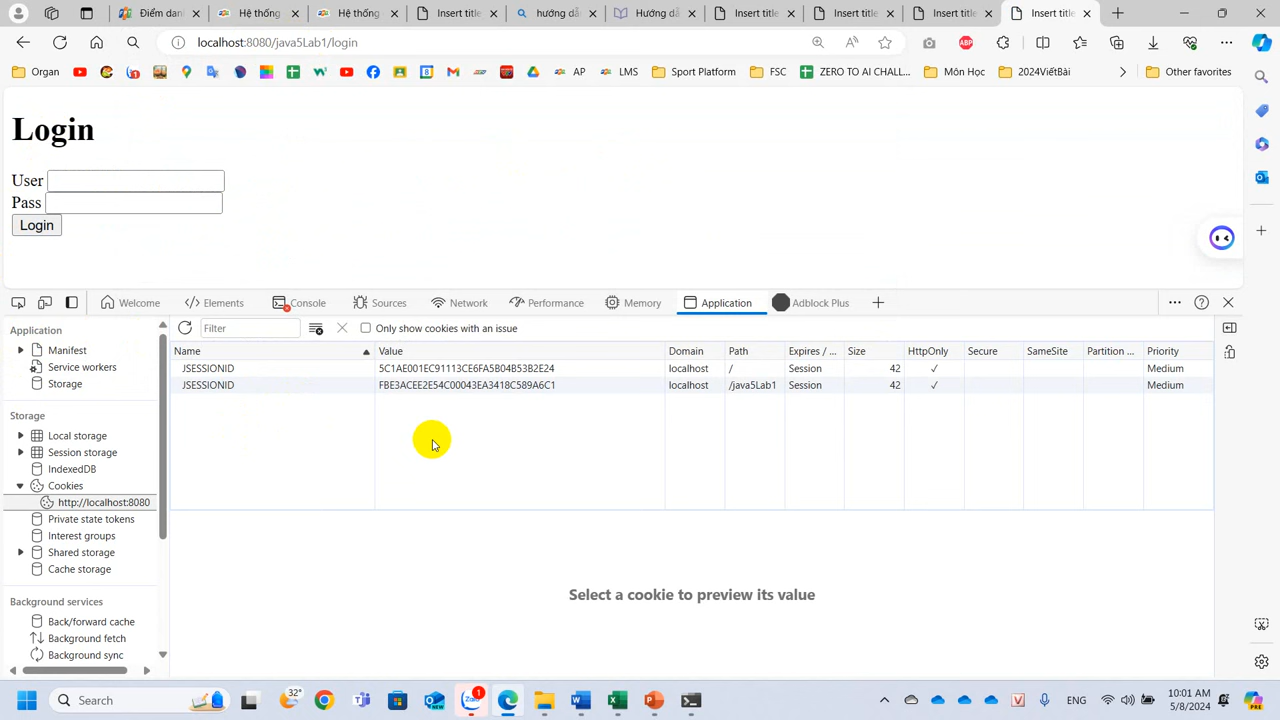 Điểm dan
Hệ thống
Hệ thống
Insert title
hướng dẫ
Hướng dẫ
Insert title
Insert title
Insert title
Insert title
localhost:8080/java5Lab1/login
Organ
AP
LMS
Sport Platform
FSC
ZERO TO AI CHALL...
Môn Học
2024ViếtBài
Other favorites
Login
User
Pass
Login
Welcome
Elements
Console
Sources
Network
Performance
Memory
Application
Adblock Plus
Application
Manifest
Service workers
Storage
Storage
Local storage
Session storage
IndexedDB
Cookies
http://localhost:8080
Private state tokens
Interest groups
Shared storage
Cache storage
Background services
Back/forward cache
Background fetch
Background sync
Filter
Only show cookies with an issue
Name Value Domain Path Expires / ... Size HttpOnly Secure SameSite Partition ... Priority
JSESSIONID 5C1AE001EC91113CE6FA5B04B53B2E24 localhost / Session 42 ✓ Medium
JSESSIONID FBE3ACEE2E54C00043EA3418C589A6C1 localhost /java5Lab1 Session 42 ✓ Medium
Select a cookie to preview its value
Search
32°
1
ENG
0:01 AM
5/8/2024